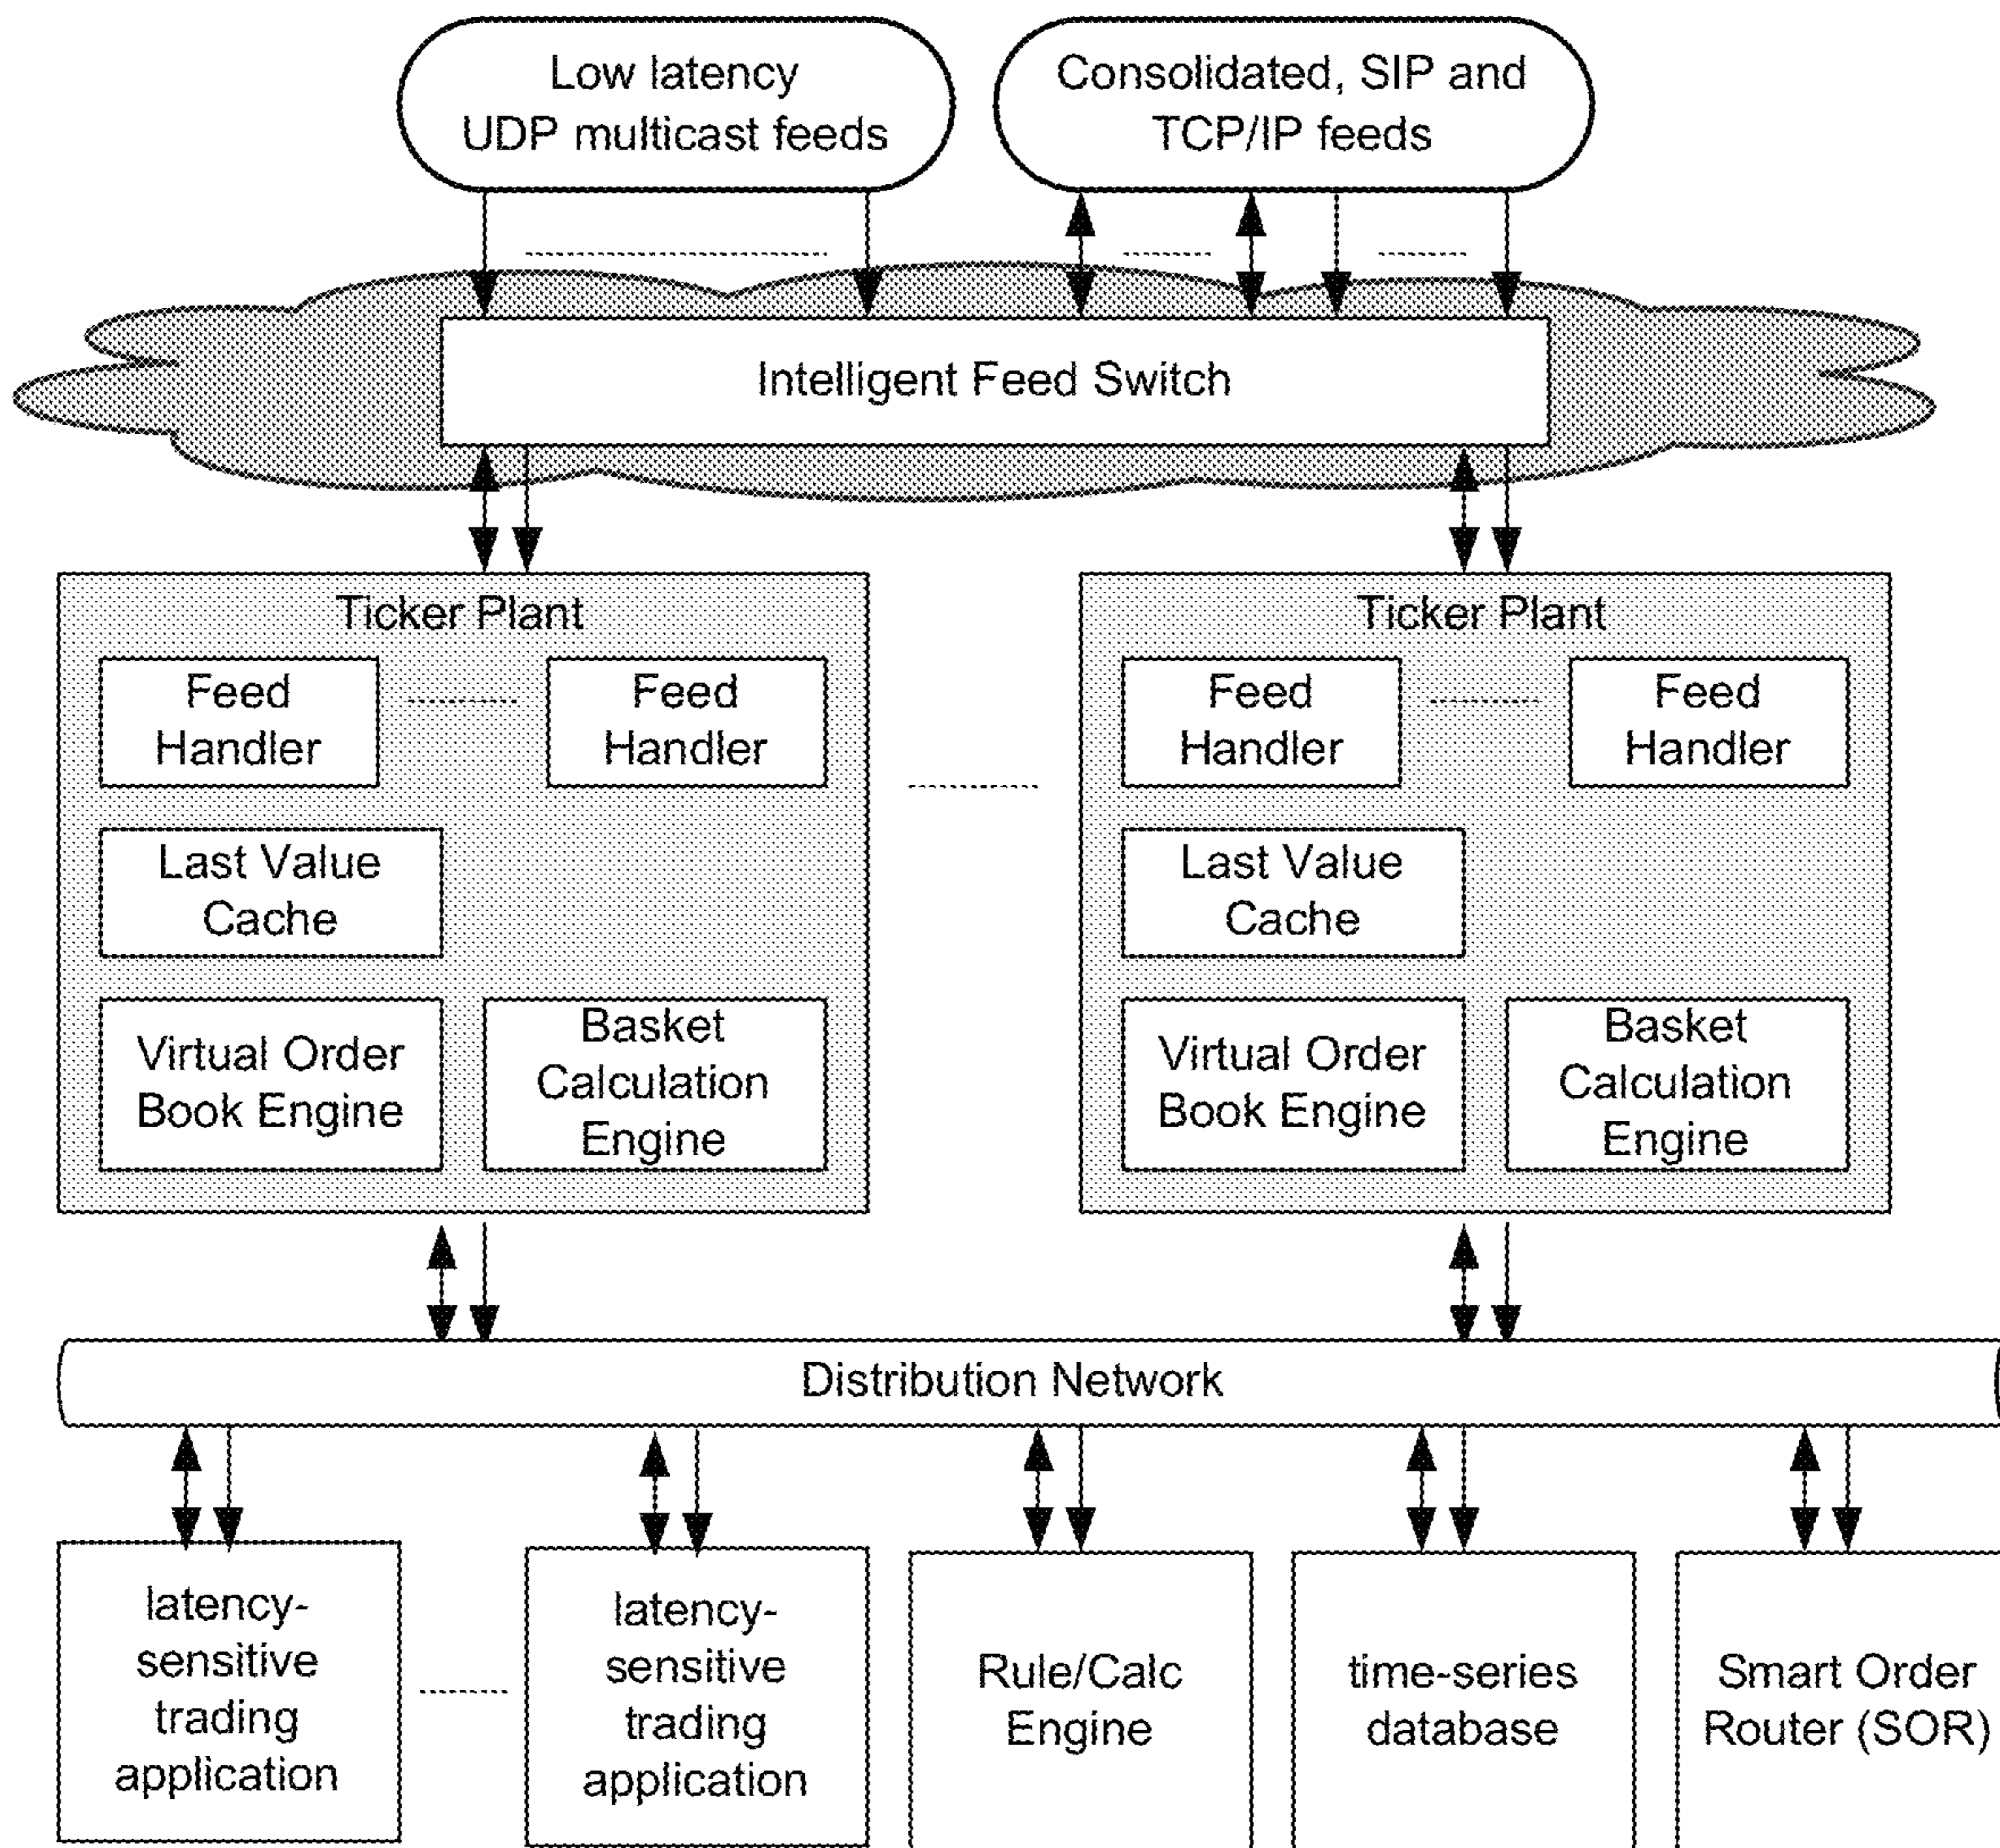 Low latency
UDP multicast feeds
Consolidated, SIP and
TCP/IP feeds
Intelligent Feed Switch
Ticker Plant
Feed
Handler
Feed
Handler
Last Value
Cache
Virtual Order
Book Engine
Basket
Calculation
Engine
Ticker Plant
Feed
Handler
Feed
Handler
Last Value
Cache
Virtual Order
Book Engine
Basket
Calculation
Engine
Distribution Network
latency-
sensitive
trading
application
latency-
sensitive
trading
application
Rule/Calc
Engine
time-series
database
Smart Order
Router (SOR)